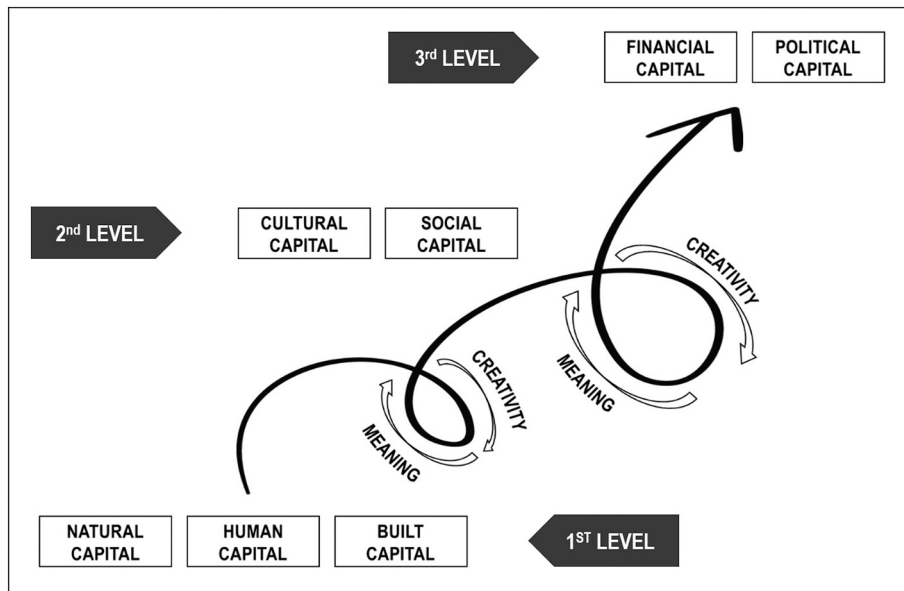 3rd LEVEL
FINANCIAL
CAPITAL
POLITICAL
CAPITAL
2nd LEVEL
CULTURAL
CAPITAL
SOCIAL
CAPITAL
CREATIVITY
MEANING
CREATIVITY
MEANING
NATURAL
CAPITAL
HUMAN
CAPITAL
BUILT
CAPITAL
1ST LEVEL